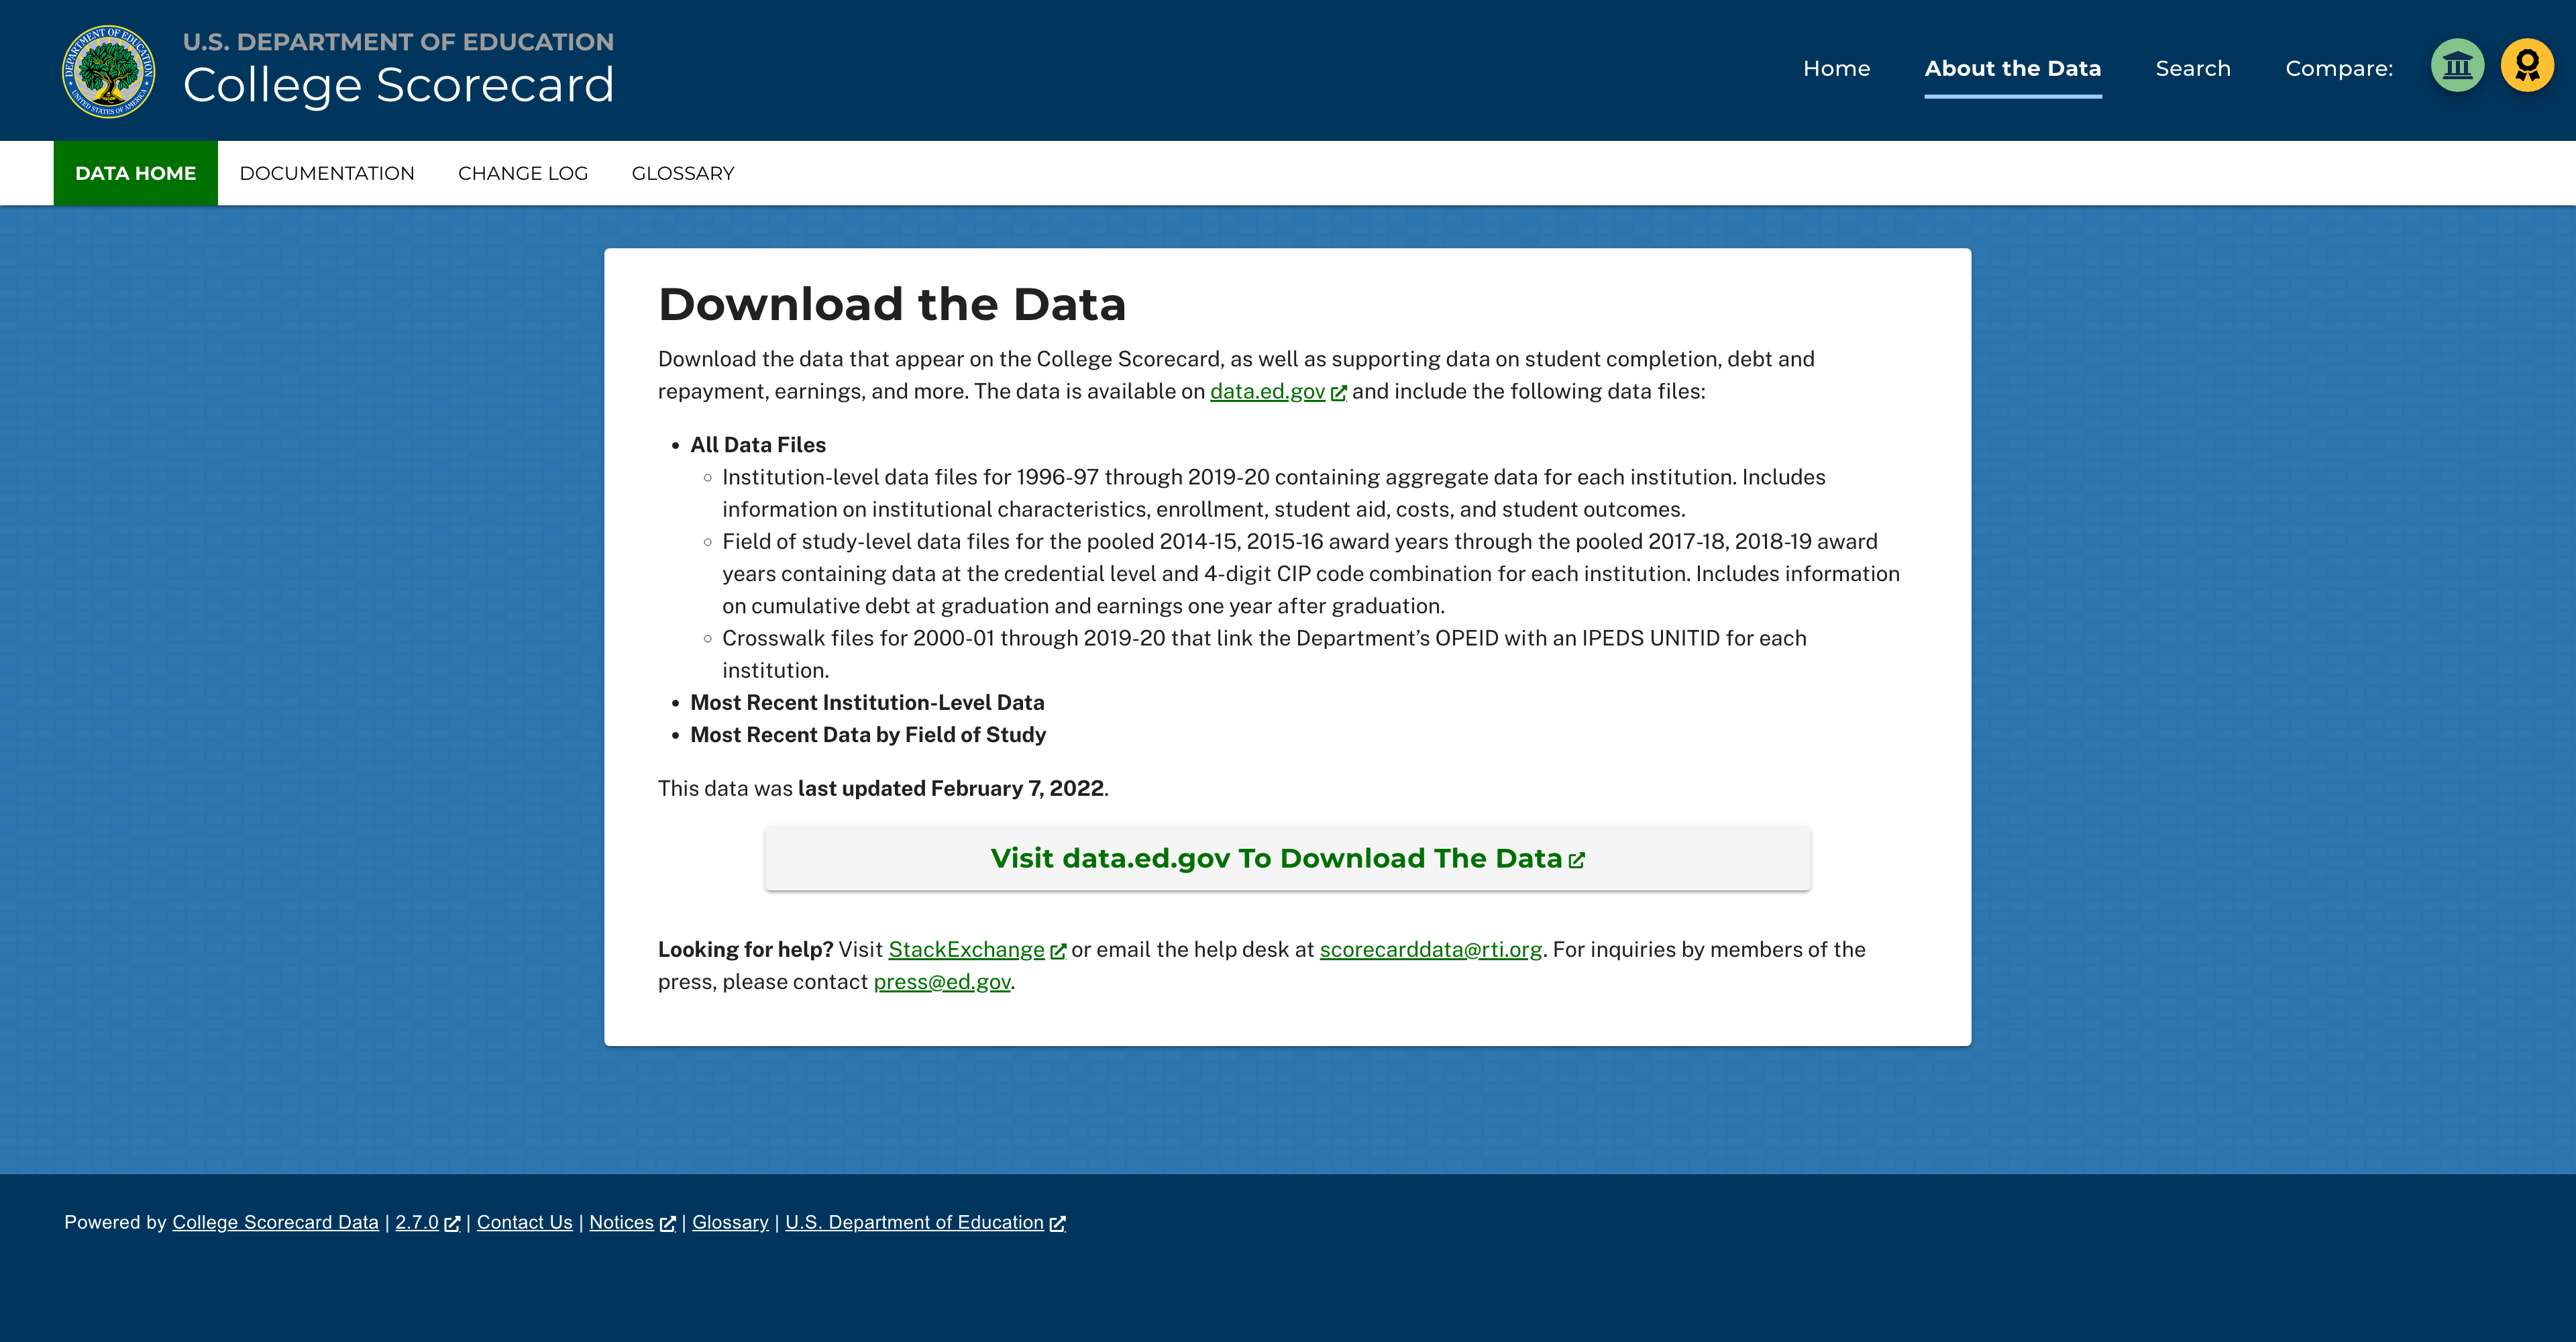 DEPARTMENT OF EDUCATION
UNITED STATES OF AMERICA
U.S. DEPARTMENT OF EDUCATION
College Scorecard
Home
About the Data
Search
Compare:
DATA HOME
DOCUMENTATION
CHANGE LOG
GLOSSARY
Download the Data
Download the data that appear on the College Scorecard, as well as supporting data on student completion, debt and
repayment, earnings, and more. The data is available on data.ed.gov and include the following data files:
• All Data Files
◦ Institution-level data files for 1996-97 through 2019-20 containing aggregate data for each institution. Includes
information on institutional characteristics, enrollment, student aid, costs, and student outcomes.
◦ Field of study-level data files for the pooled 2014-15, 2015-16 award years through the pooled 2017-18, 2018-19 award
years containing data at the credential level and 4-digit CIP code combination for each institution. Includes information
on cumulative debt at graduation and earnings one year after graduation.
◦ Crosswalk files for 2000-01 through 2019-20 that link the Department’s OPEID with an IPEDS UNITID for each
institution.
• Most Recent Institution-Level Data
• Most Recent Data by Field of Study
This data was last updated February 7, 2022.
Visit data.ed.gov To Download The Data
Looking for help? Visit StackExchange or email the help desk at scorecarddata@rti.org. For inquiries by members of the
press, please contact press@ed.gov.
Powered by College Scorecard Data | 2.7.0 | Contact Us | Notices | Glossary | U.S. Department of Education